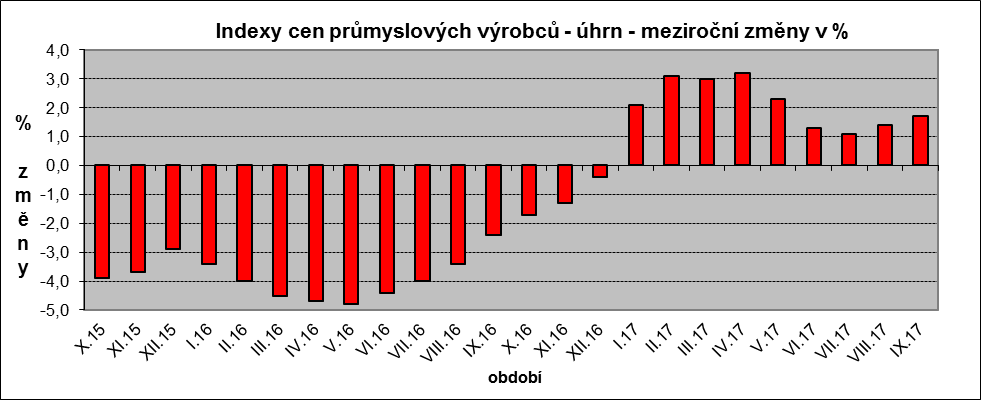 Indexy cen průmyslových výrobců - úhrn - meziroční změny v %
4,0
3,0
2,0
1,0
0,0
-1,0
-2,0
-3,0
-4,0
-5,0
% změny
X.15 XI.15 XII.15 I.16 II.16 III.16 IV.16 V.16 VI.16 VII.16 VIII.16 IX.16 X.16 XI.16 XII.16 I.17 II.17 III.17 IV.17 V.17 VI.17 VII.17 VIII.17 IX.17
období